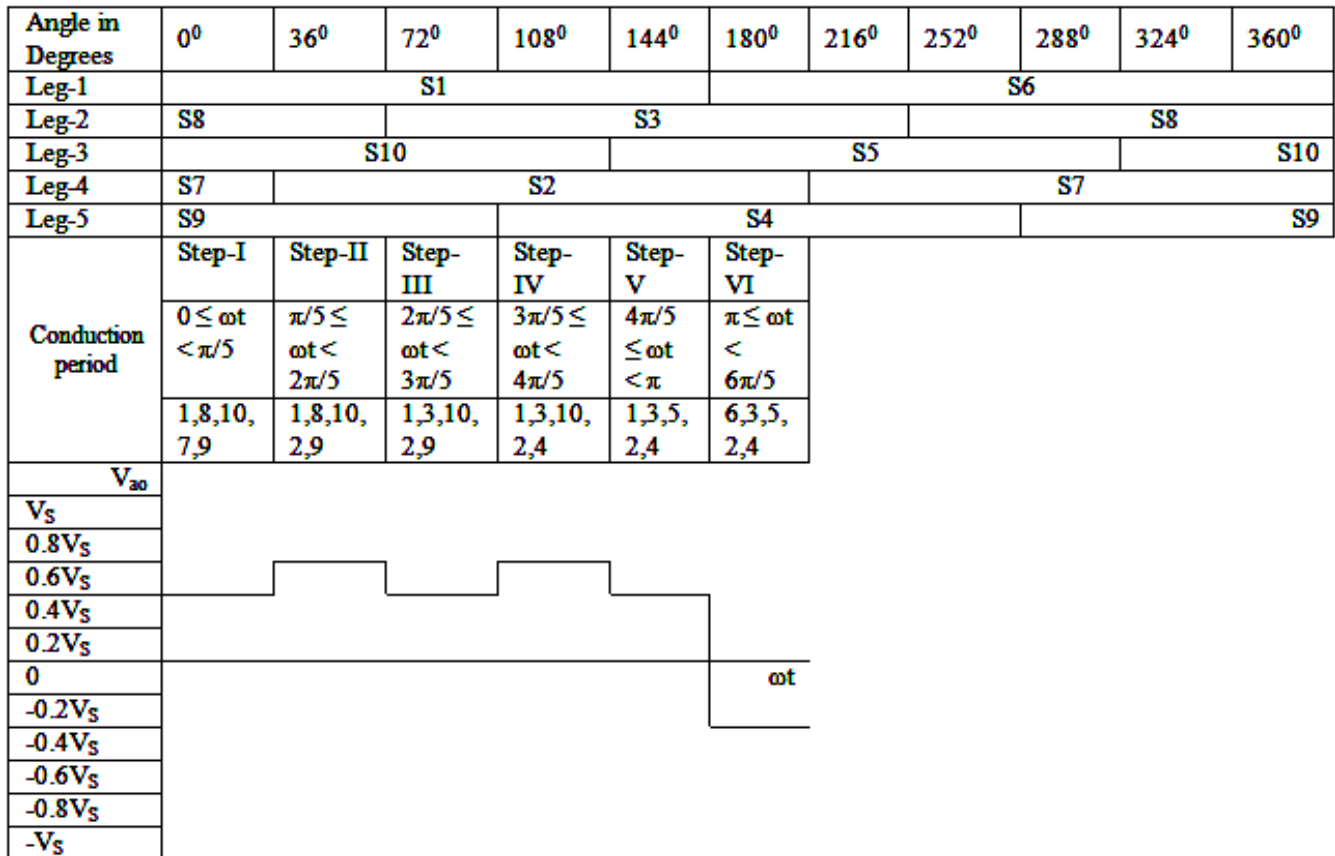 Angle in Degrees 0⁰ 36⁰ 72⁰ 108⁰ 144⁰ 180⁰ 216⁰ 252⁰ 288⁰ 324⁰ 360⁰
Leg-1 S1 S6
Leg-2 S8 S3 S8
Leg-3 S10 S5 S10
Leg-4 S7 S2 S7
Leg-5 S9 S4 S9
Conduction period
Step-I Step-II Step-III Step-IV Step-V Step-VI
0 ≤ ωt < π/5 π/5 ≤ ωt < 2π/5 2π/5 ≤ ωt < 3π/5 3π/5 ≤ ωt < 4π/5 4π/5 ≤ ωt < π π ≤ ωt < 6π/5
1,8,10,7,9 1,8,10,2,9 1,3,10,2,9 1,3,10,2,4 1,3,5,2,4 6,3,5,2,4
Vao
VS
0.8VS
0.6VS
0.4VS
0.2VS
0 ωt
-0.2VS
-0.4VS
-0.6VS
-0.8VS
-VS